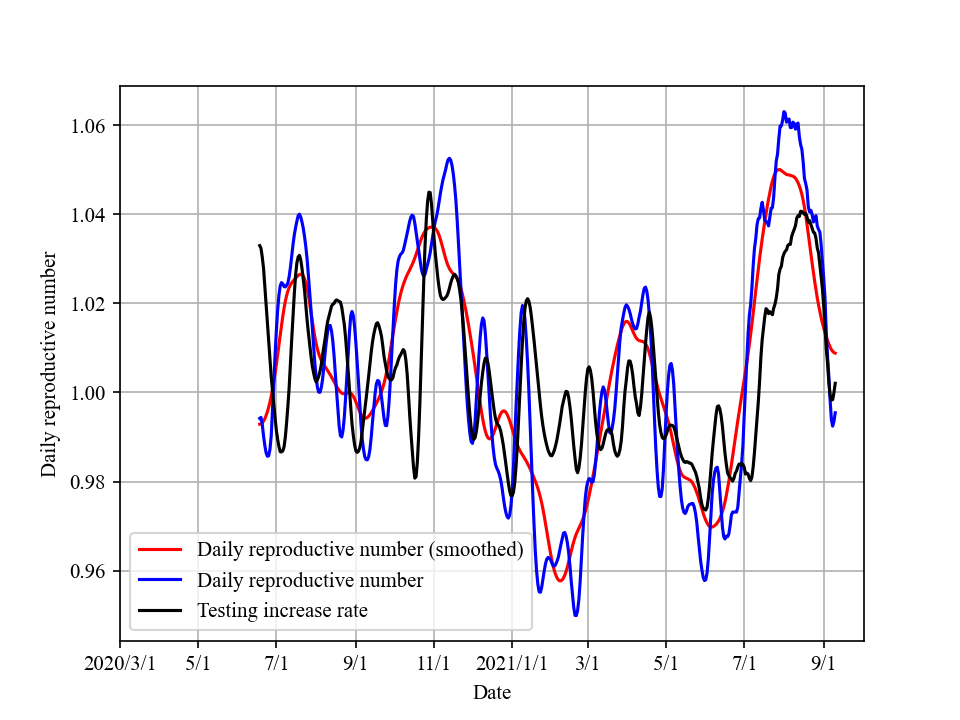 1.06
1.04
1.02
1.00
0.98
0.96
Daily reproductive number
Daily reproductive number (smoothed)
Daily reproductive number
Testing increase rate
2020/3/1 5/1 7/1 9/1 11/1 2021/1/1 3/1 5/1 7/1 9/1
Date